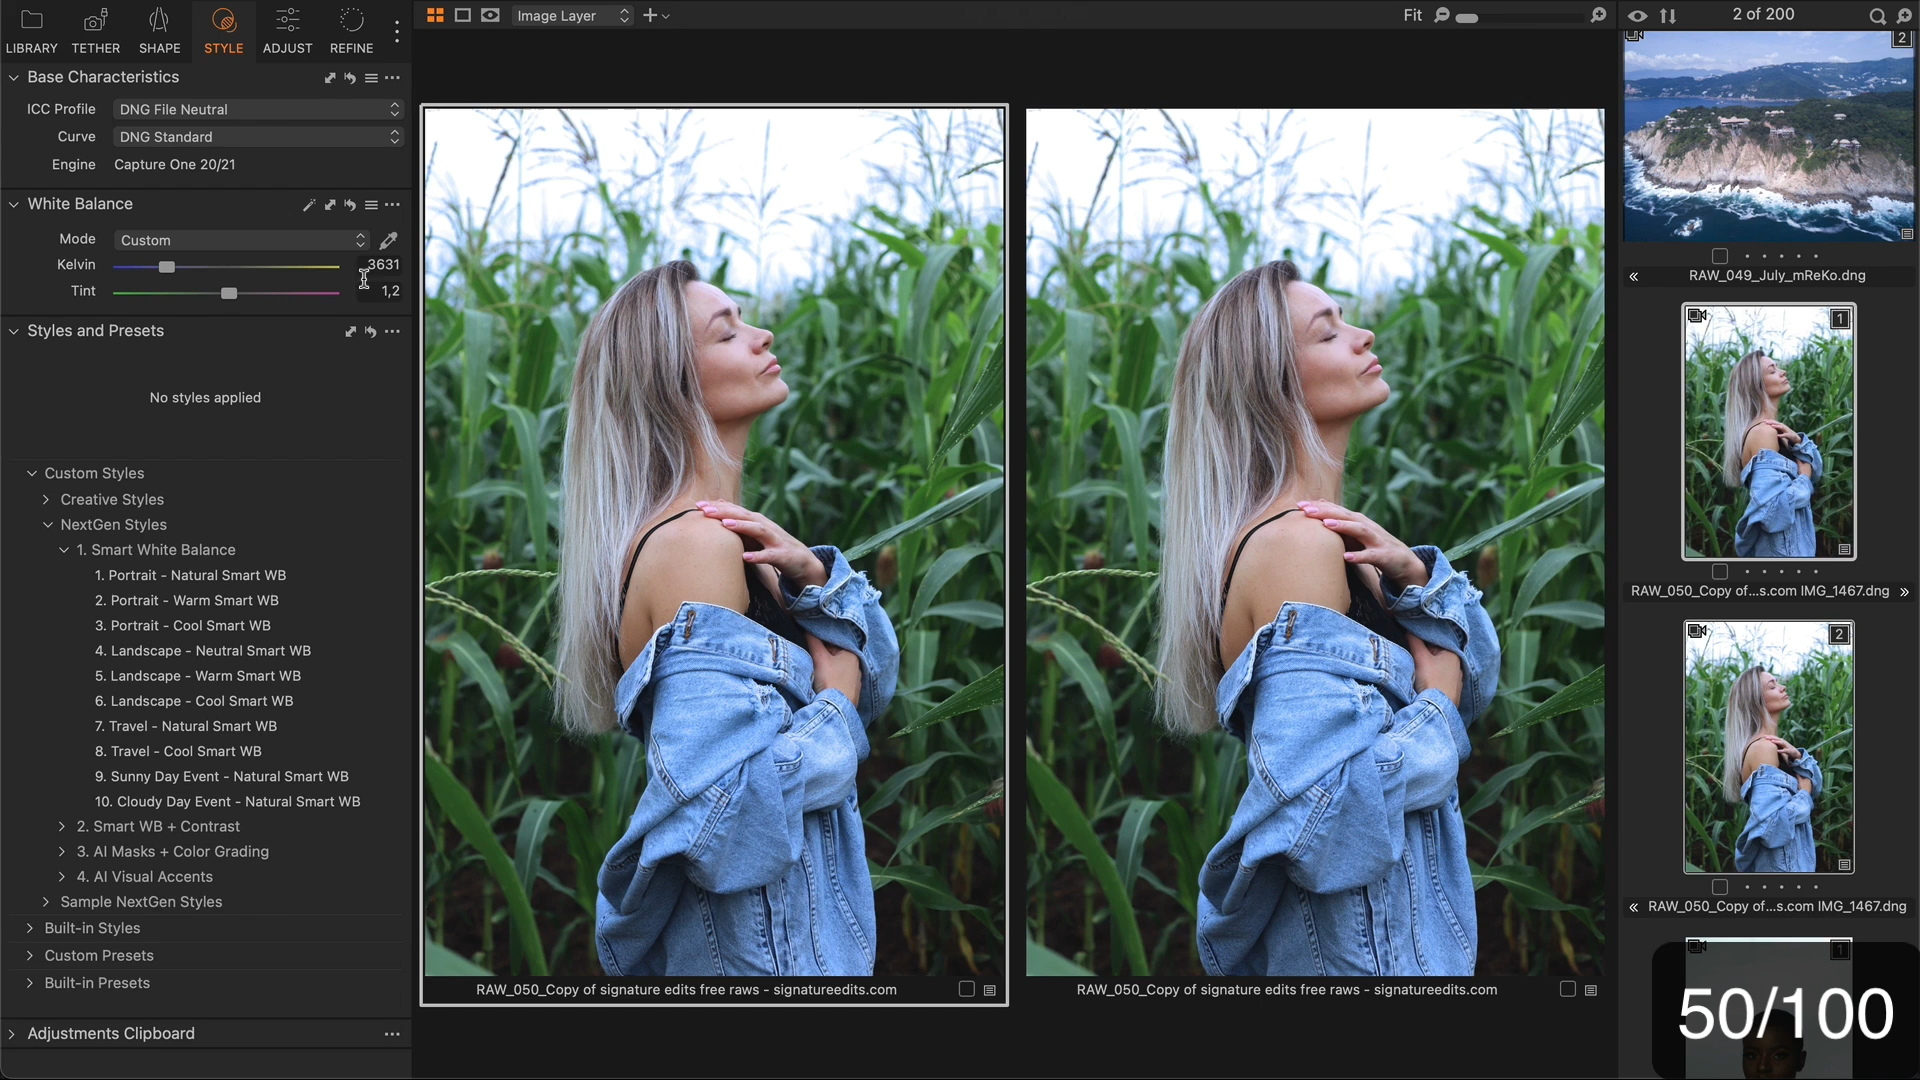 LIBRARY
TETHER
SHAPE
STYLE
ADJUST
REFINE
Image Layer
Fit
2 of 200
Base Characteristics
ICC Profile
DNG File Neutral
Curve
DNG Standard
Engine
Capture One 20/21
White Balance
Mode
Custom
Kelvin
3631
Tint
1,2
Styles and Presets
No styles applied
Custom Styles
Creative Styles
NextGen Styles
1. Smart White Balance
1. Portrait - Natural Smart WB
2. Portrait - Warm Smart WB
3. Portrait - Cool Smart WB
4. Landscape - Neutral Smart WB
5. Landscape - Warm Smart WB
6. Landscape - Cool Smart WB
7. Travel - Natural Smart WB
8. Travel - Cool Smart WB
9. Sunny Day Event - Natural Smart WB
10. Cloudy Day Event - Natural Smart WB
2. Smart WB + Contrast
3. AI Masks + Color Grading
4. AI Visual Accents
Sample NextGen Styles
Built-in Styles
Custom Presets
Built-in Presets
Adjustments Clipboard
RAW_050_Copy of signature edits free raws - signatureedits.com
RAW_050_Copy of signature edits free raws - signatureedits.com
2
RAW_049_July_mReKo.dng
1
RAW_050_Copy of...s.com IMG_1467.dng
2
RAW_050_Copy of...s.com IMG_1467.dng
1
50/100